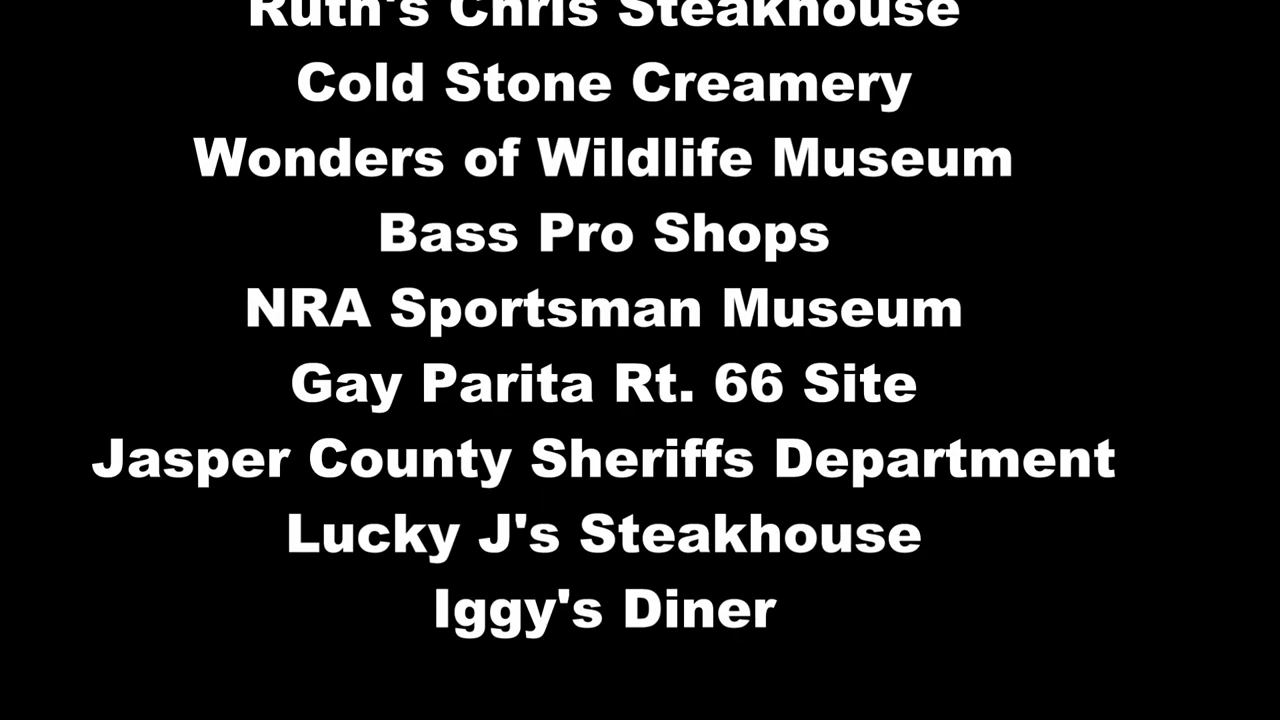 Ruth's Chris Steakhouse
Cold Stone Creamery
Wonders of Wildlife Museum
Bass Pro Shops
NRA Sportsman Museum
Gay Parita Rt. 66 Site
Jasper County Sheriffs Department
Lucky J's Steakhouse
Iggy's Diner